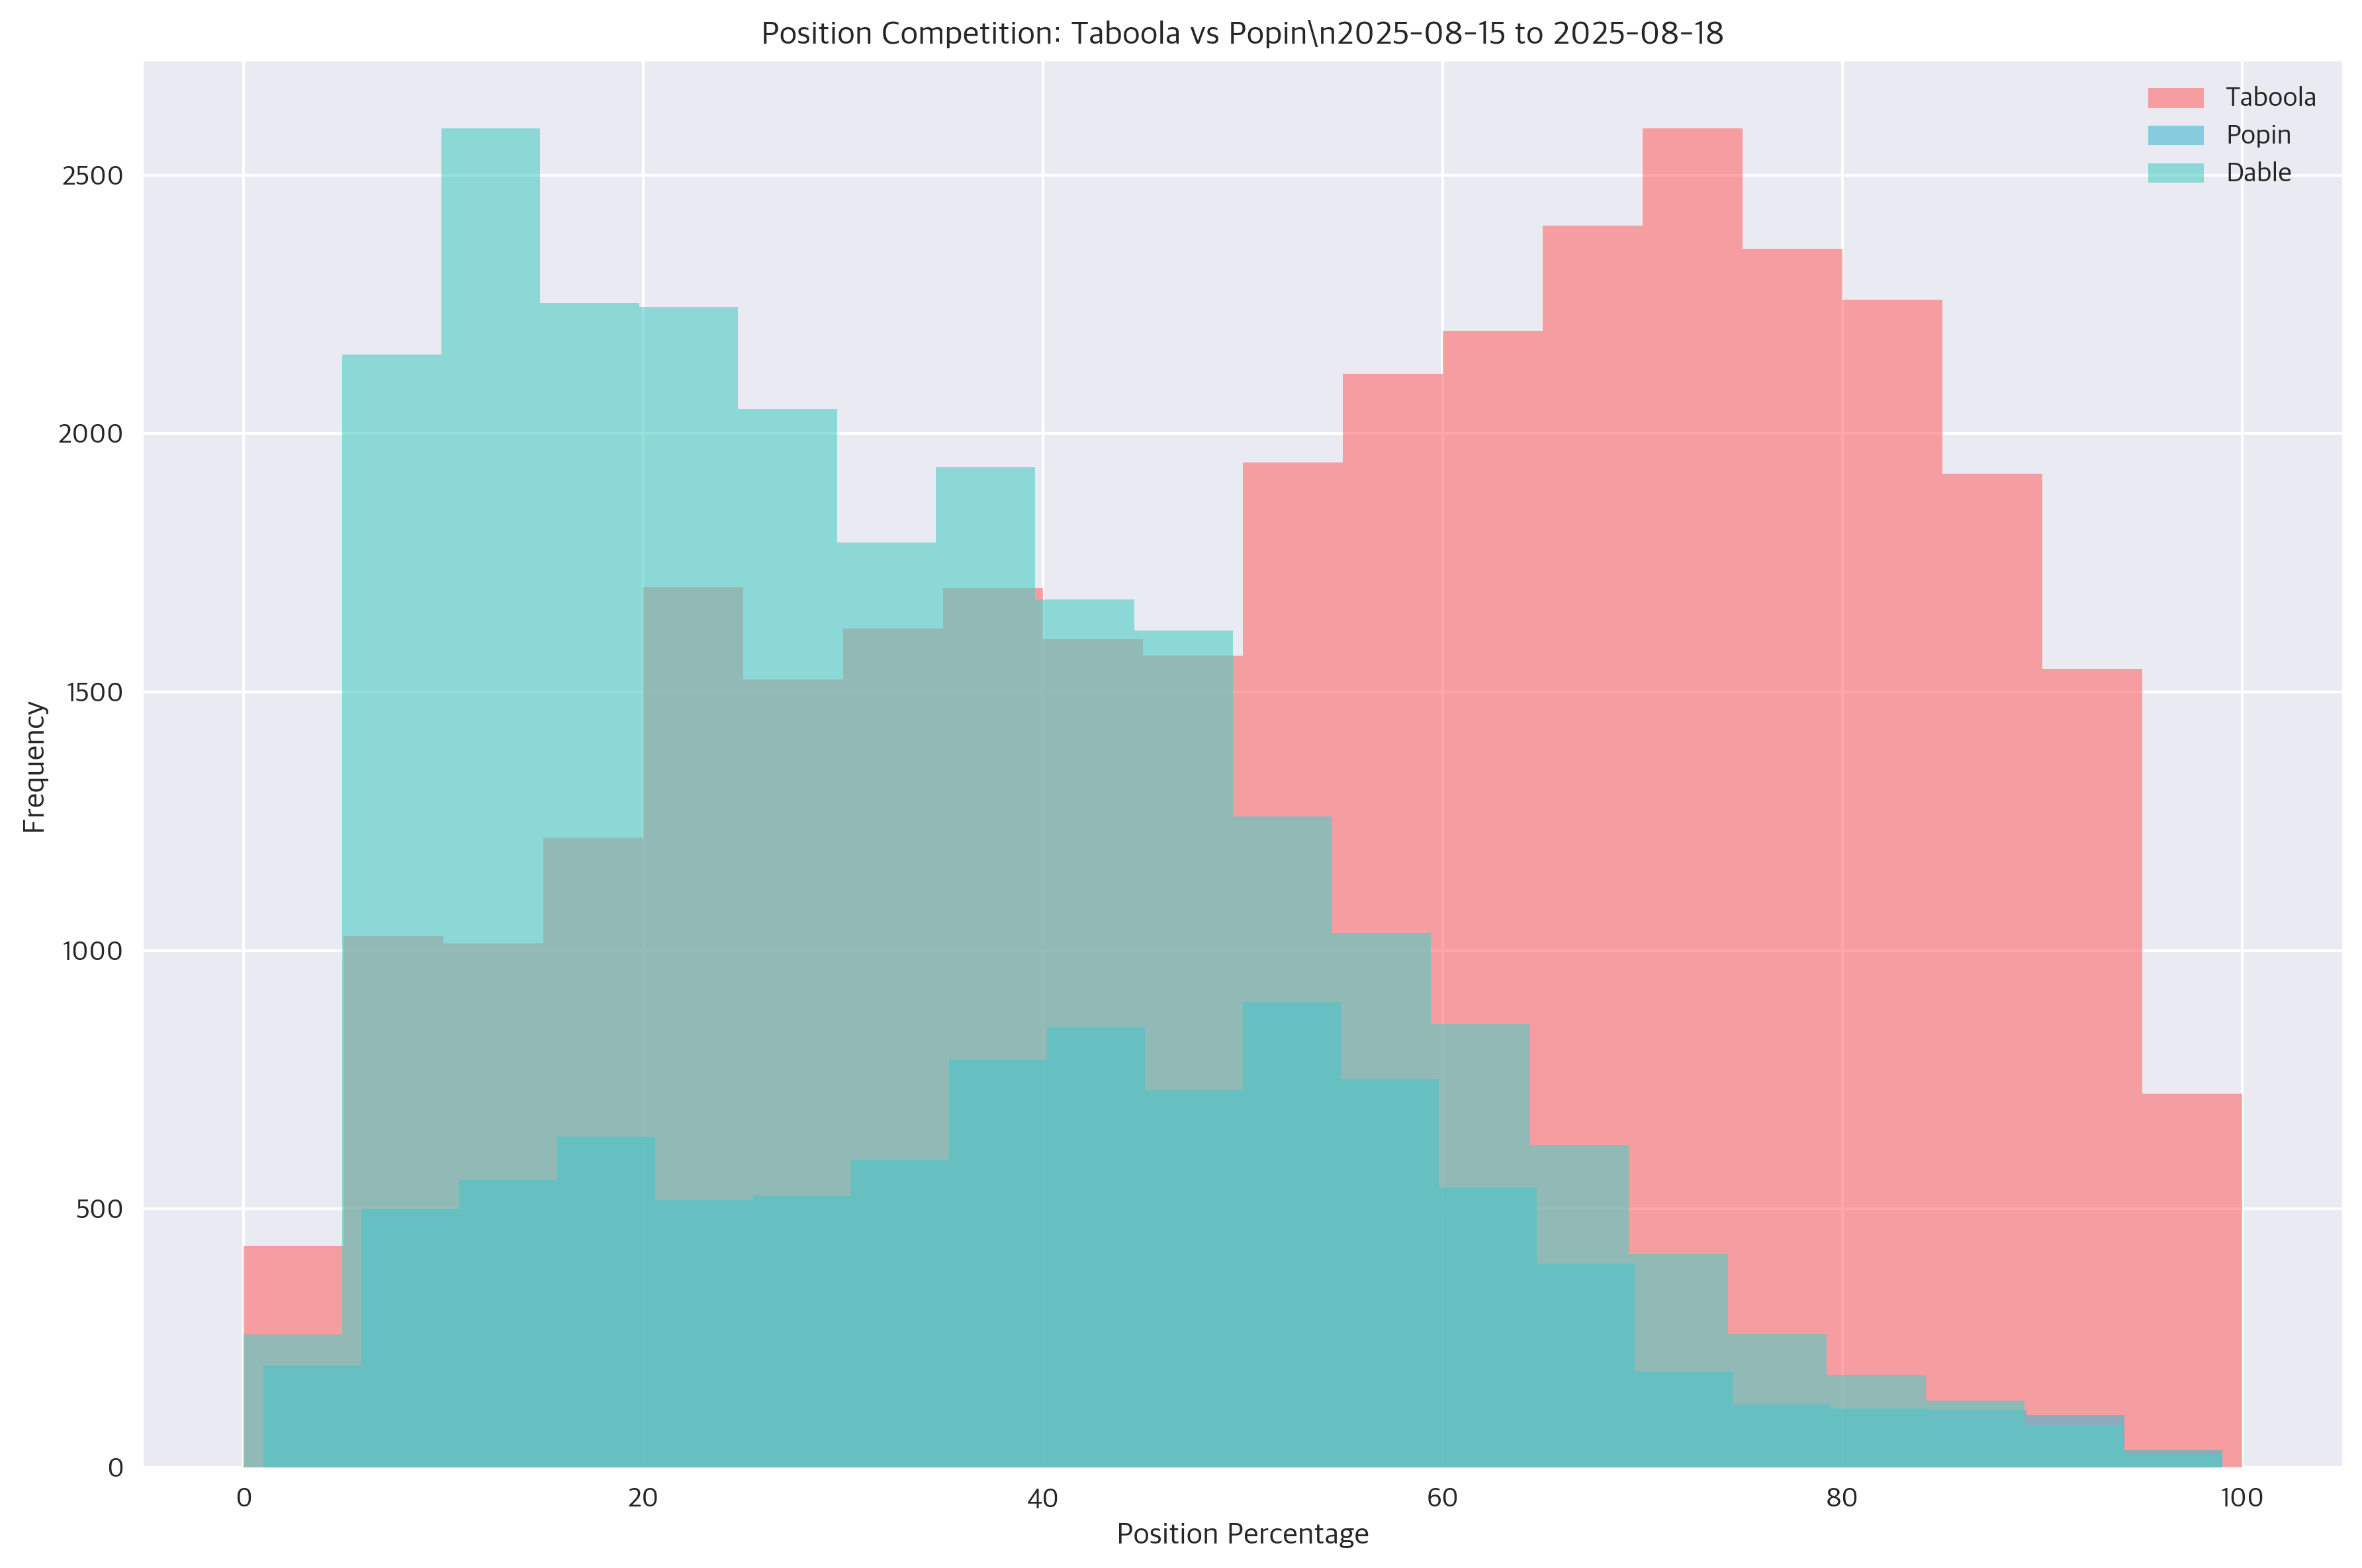 Position Competition: Taboola vs Popin\n2025-08-15 to 2025-08-18
Taboola
Popin
Dable
2500
2000
1500
1000
500
0
Frequency
0 20 40 60 80 100
Position Percentage